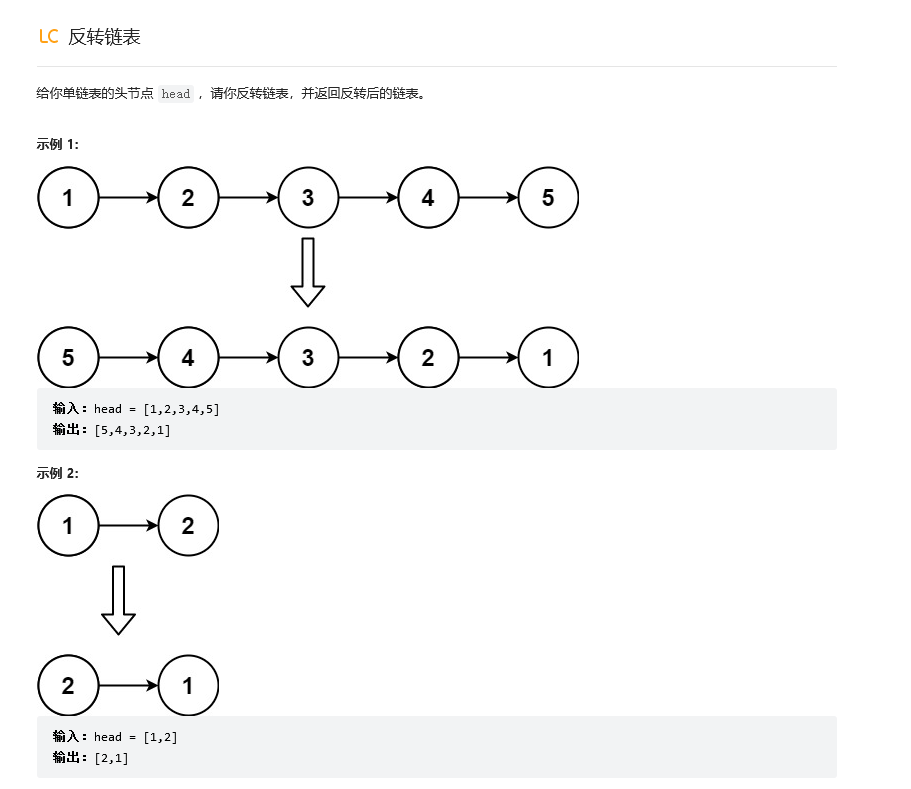 LC 反转链表
给你单链表的头节点 head ，请你反转链表，并返回反转后的链表。
示例 1:
1 2 3 4 5
5 4 3 2 1
输入：head = [1,2,3,4,5]
输出：[5,4,3,2,1]
示例 2:
1 2
2 1
输入：head = [1,2]
输出：[2,1]